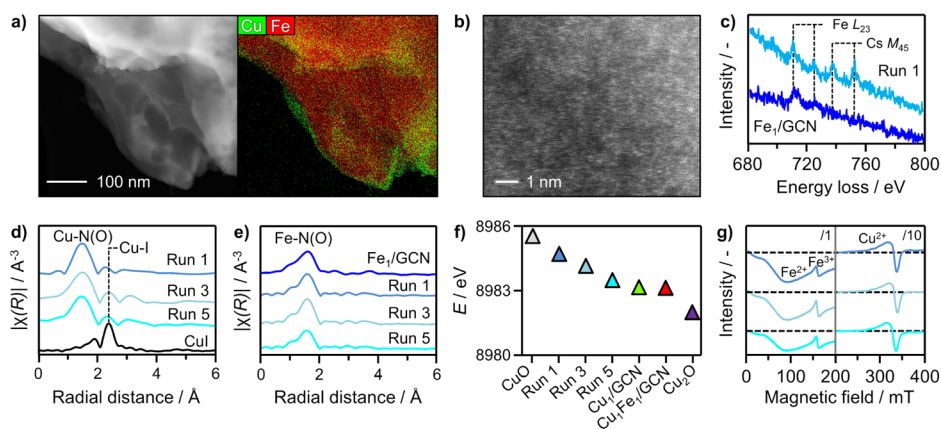 a)
Cu Fe
100 nm
b)
1 nm
c)
Fe L23
Cs M45
Run 1
Fe1/GCN
Intensity / -
680 720 760 800
Energy loss / eV
d)
Cu-N(O)
Cu-I
Run 1
Run 3
Run 5
CuI
|χ(R)| / A-3
0 2 4 6
Radial distance / Å
e)
Fe-N(O)
Fe1/GCN
Run 1
Run 3
Run 5
|χ(R)| / A-3
0 2 4 6
Radial distance / Å
f)
8986
8983
8980
E / eV
CuO
Run 1
Run 3
Run 5
Cu1/GCN
Cu1Fe1/GCN
Cu2O
g)
/1 /10
Cu2+
Fe2+ Fe3+
Intensity / -
0 100 200 300 400
Magnetic field / mT